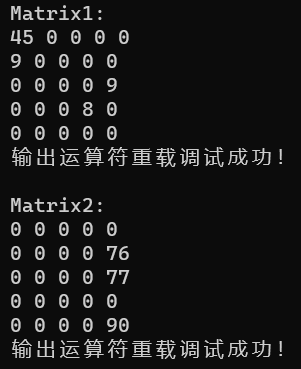 Matrix1:
45 0 0 0 0
9 0 0 0 0
0 0 0 0 9
0 0 0 8 0
0 0 0 0 0
输出运算符重载调试成功!

Matrix2:
0 0 0 0 0
0 0 0 0 76
0 0 0 0 77
0 0 0 0 0
0 0 0 0 90
输出运算符重载调试成功!